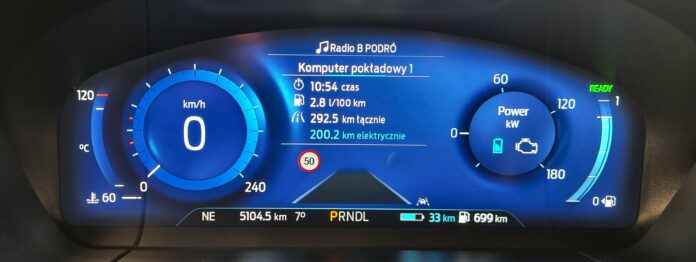 Radio B PODRÓ
Komputer pokładowy 1
10:54 czas
2.8 l/100 km
292.5 km łącznie
200.2 km elektrycznie
50
km/h
0
0
240
120
°C
60
Power
kW
0
60
120
180
READY
1
0
NE 5104.5 km 7° PRNDL 33 km 699 km